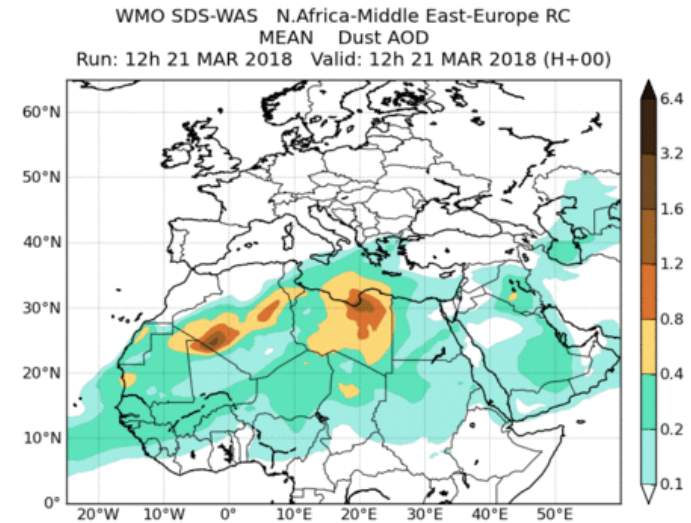 WMO SDS-WAS N.Africa-Middle East-Europe RC
MEAN Dust AOD
Run: 12h 21 MAR 2018 Valid: 12h 21 MAR 2018 (H+00)
60°N
50°N
40°N
30°N
20°N
10°N
0°
20°W 10°W 0° 10°E 20°E 30°E 40°E 50°E
6.4
3.2
1.6
1.2
0.8
0.4
0.2
0.1